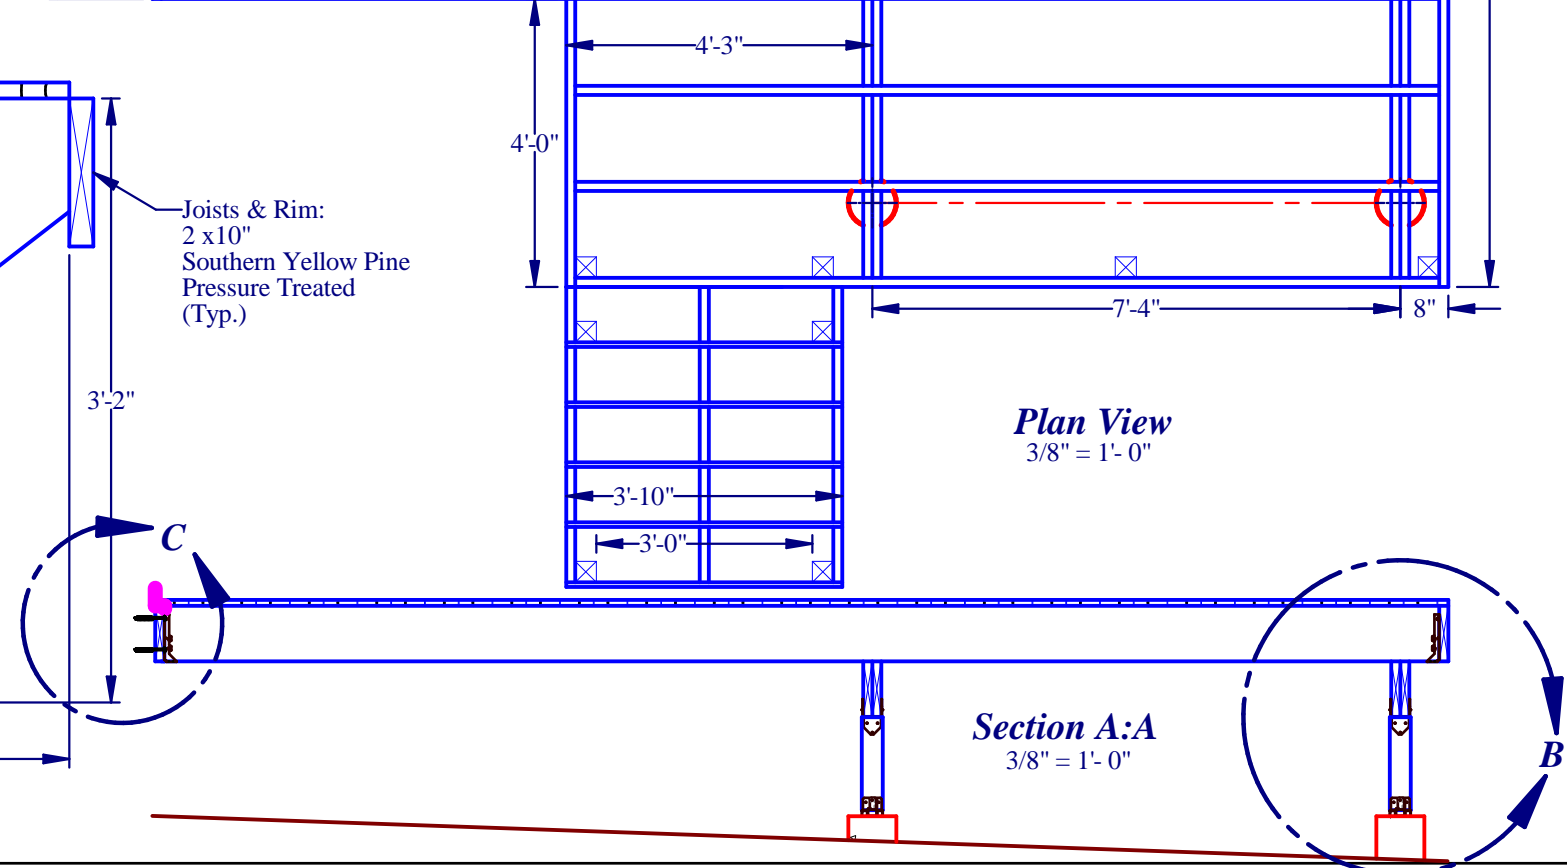 4'-3"
4'-0"
Joists & Rim:
2 x10"
Southern Yellow Pine
Pressure Treated
(Typ.)
7'-4"
8"
3'-2"
Plan View
3/8" = 1'- 0"
3'-10"
C
3'-0"
Section A:A
3/8" = 1'- 0"
B